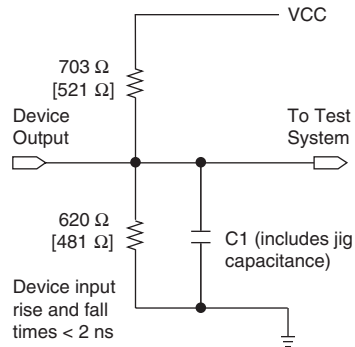 VCC
703 Ω
[521 Ω]
Device
Output
To Test
System
620 Ω
[481 Ω]
C1 (includes jig
capacitance)
Device input
rise and fall
times < 2 ns